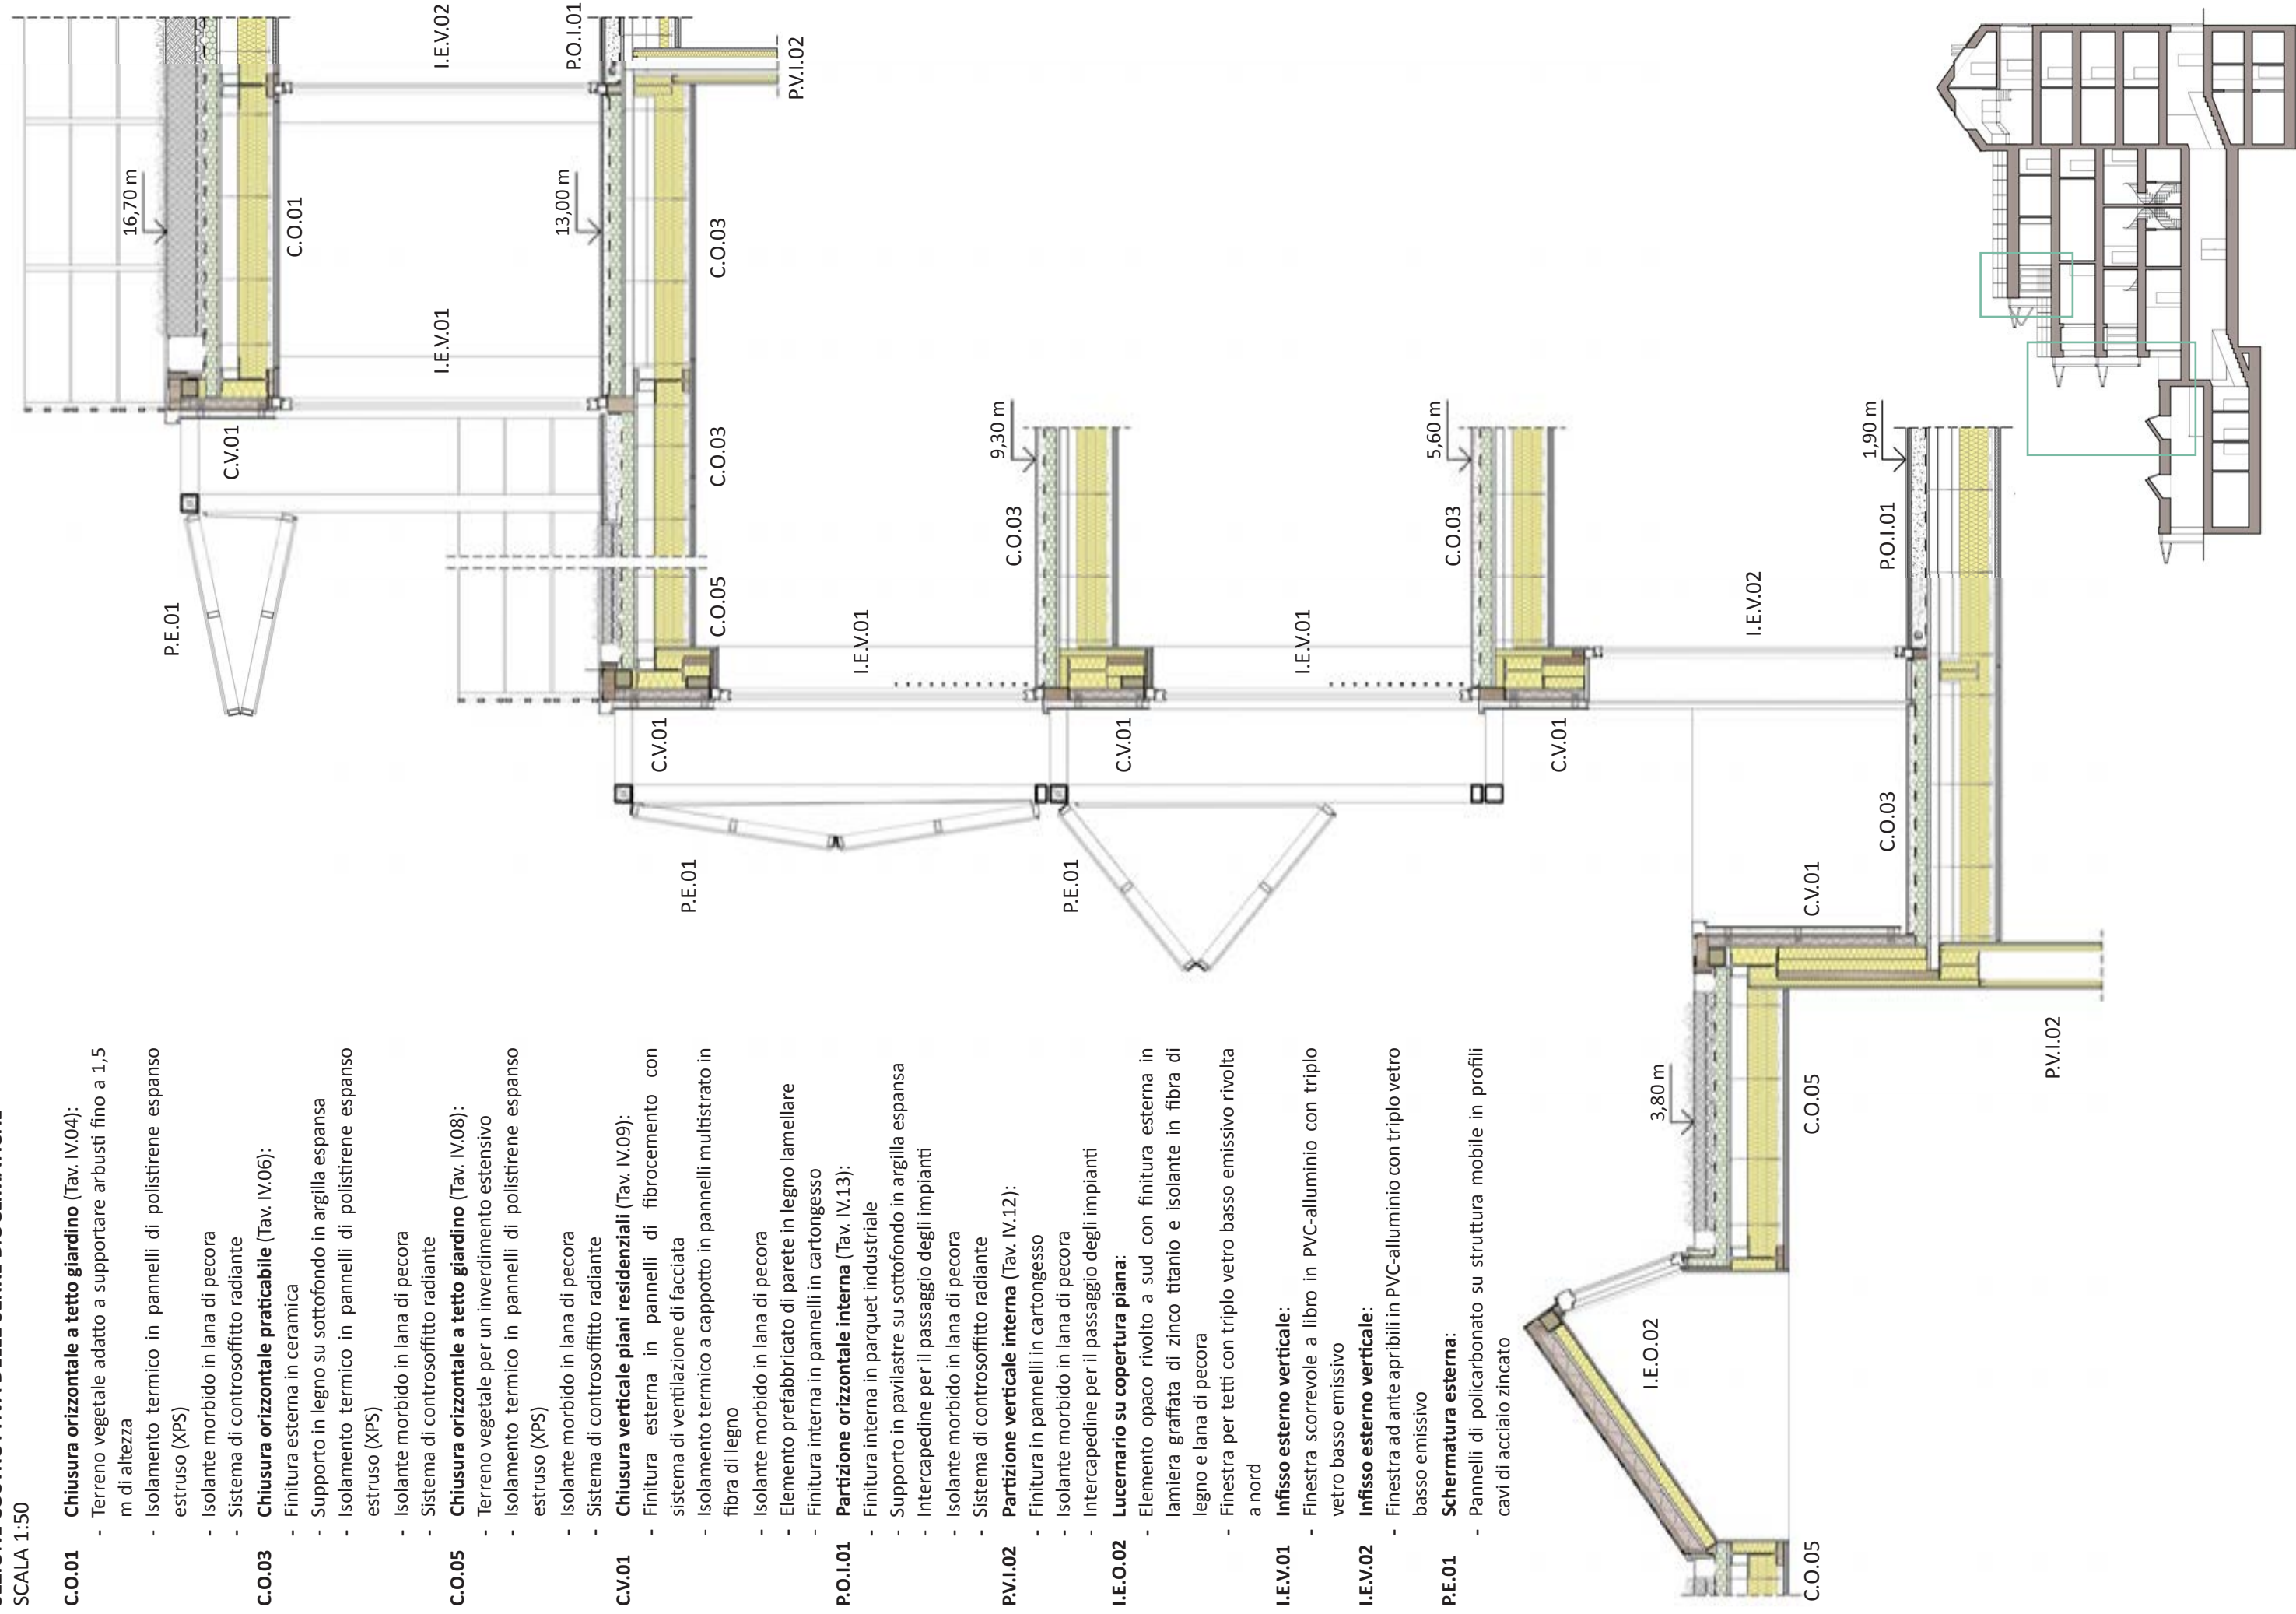 SCALA 1:50
C.O.01 Chiusura orizzontale a tetto giardino (Tav. IV.04):
- Terreno vegetale adatto a supportare arbusti fino a 1,5
m di altezza
- Isolamento termico in pannelli di polistirene espanso
estruso (XPS)
- Isolante morbido in lana di pecora
- Sistema di controsoffitto radiante
C.O.03 Chiusura orizzontale praticabile (Tav. IV.06):
- Finitura esterna in ceramica
- Supporto in legno su sottofondo in argilla espansa
- Isolamento termico in pannelli di polistirene espanso
estruso (XPS)
- Isolante morbido in lana di pecora
- Sistema di controsoffitto radiante
C.O.05 Chiusura orizzontale a tetto giardino (Tav. IV.08):
- Terreno vegetale per un inverdimento estensivo
- Isolamento termico in pannelli di polistirene espanso
estruso (XPS)
- Isolante morbido in lana di pecora
- Sistema di controsoffitto radiante
C.V.01 Chiusura verticale piani residenziali (Tav. IV.09):
- Finitura esterna in pannelli di fibrocemento con
sistema di ventilazione di facciata
- Isolamento termico a cappotto in pannelli multistrato in
fibra di legno
- Isolante morbido in lana di pecora
- Elemento prefabbricato di parete in legno lamellare
- Finitura interna in pannelli in cartongesso
P.O.I.01 Partizione orizzontale interna (Tav. IV.13):
- Finitura interna in parquet industriale
- Supporto in pavilastre su sottofondo in argilla espansa
- Intercapedine per il passaggio degli impianti
- Isolante morbido in lana di pecora
- Sistema di controsoffitto radiante
P.V.I.02 Partizione verticale interna (Tav. IV.12):
- Finitura in pannelli in cartongesso
- Isolante morbido in lana di pecora
- Intercapedine per il passaggio degli impianti
I.E.O.02 Lucernario su copertura piana:
- Elemento opaco rivolto a sud con finitura esterna in
lamiera graffata di zinco titanio e isolante in fibra di
legno e lana di pecora
- Finestra per tetti con triplo vetro basso emissivo rivolta
a nord
I.E.V.01 Infisso esterno verticale:
- Finestra scorrevole a libro in PVC-alluminio con triplo
vetro basso emissivo
I.E.V.02 Infisso esterno verticale:
- Finestra ad ante apribili in PVC-alluminio con triplo vetro
basso emissivo
P.E.01 Schermatura esterna:
- Pannelli di policarbonato su struttura mobile in profili
cavi di acciaio zincato
16,70 m
C.O.01
C.V.01
I.E.V.01
I.E.V.02
P.E.01
13,00 m
P.O.I.01
C.O.05
C.O.03
C.O.03
P.V.I.02
C.V.01
I.E.V.01
P.E.01
9,30 m
C.O.03
C.V.01
I.E.V.01
P.E.01
5,60 m
C.O.03
C.V.01
I.E.V.02
1,90 m
P.O.I.01
C.O.03
C.V.01
3,80 m
I.E.O.02
C.O.05
C.O.05
P.V.I.02